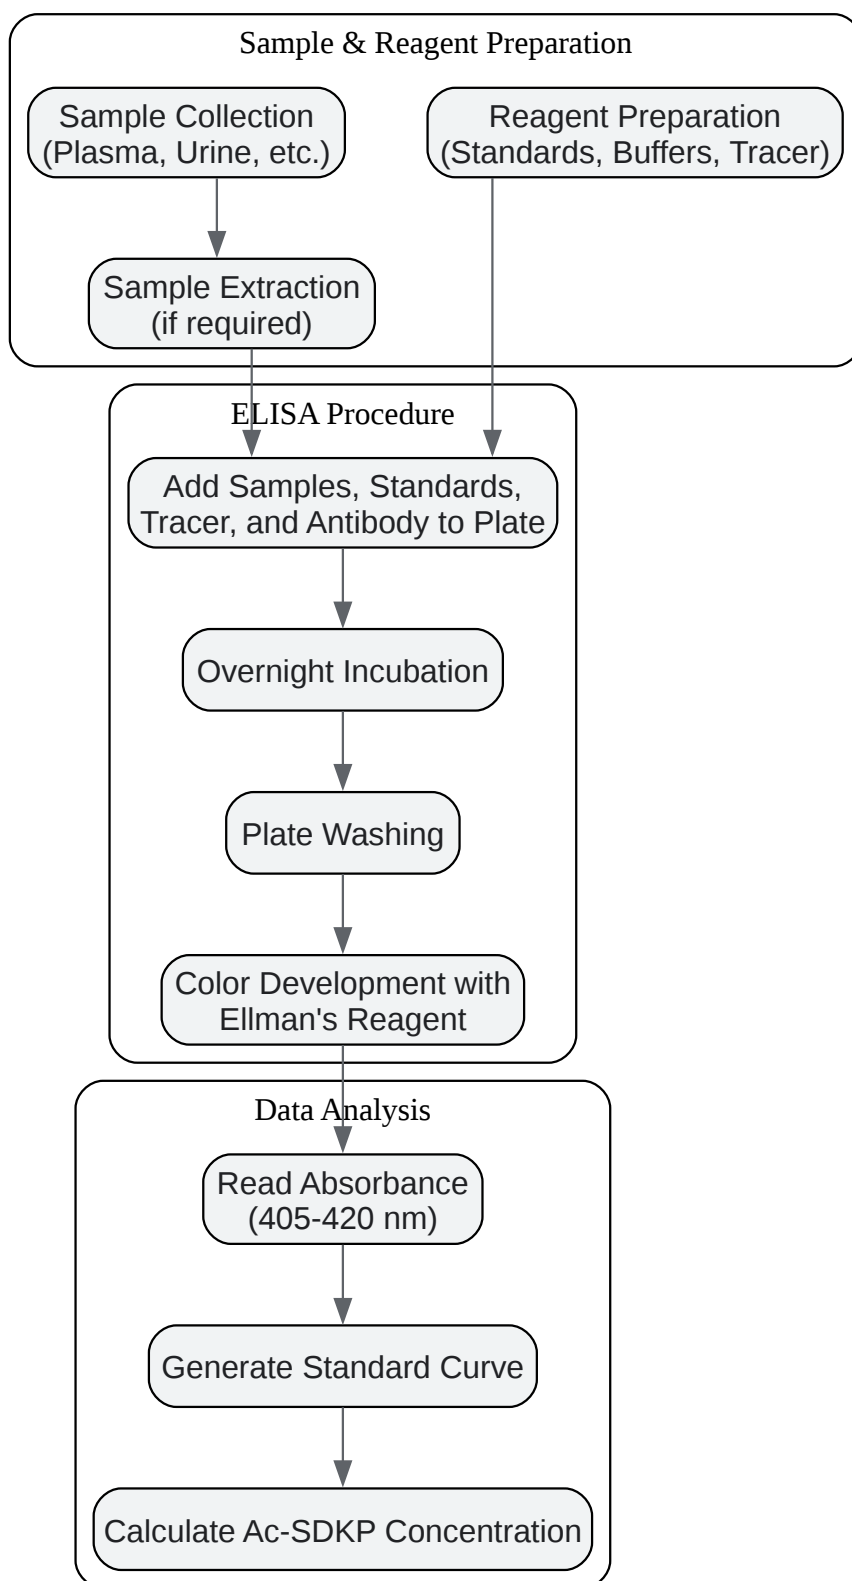 Sample & Reagent Preparation
Sample Collection
(Plasma, Urine, etc.)
Reagent Preparation
(Standards, Buffers, Tracer)
Sample Extraction
(if required)
ELISA Procedure
Add Samples, Standards,
Tracer, and Antibody to Plate
Overnight Incubation
Plate Washing
Color Development with
Ellman's Reagent
Data Analysis
Read Absorbance
(405-420 nm)
Generate Standard Curve
Calculate Ac-SDKP Concentration